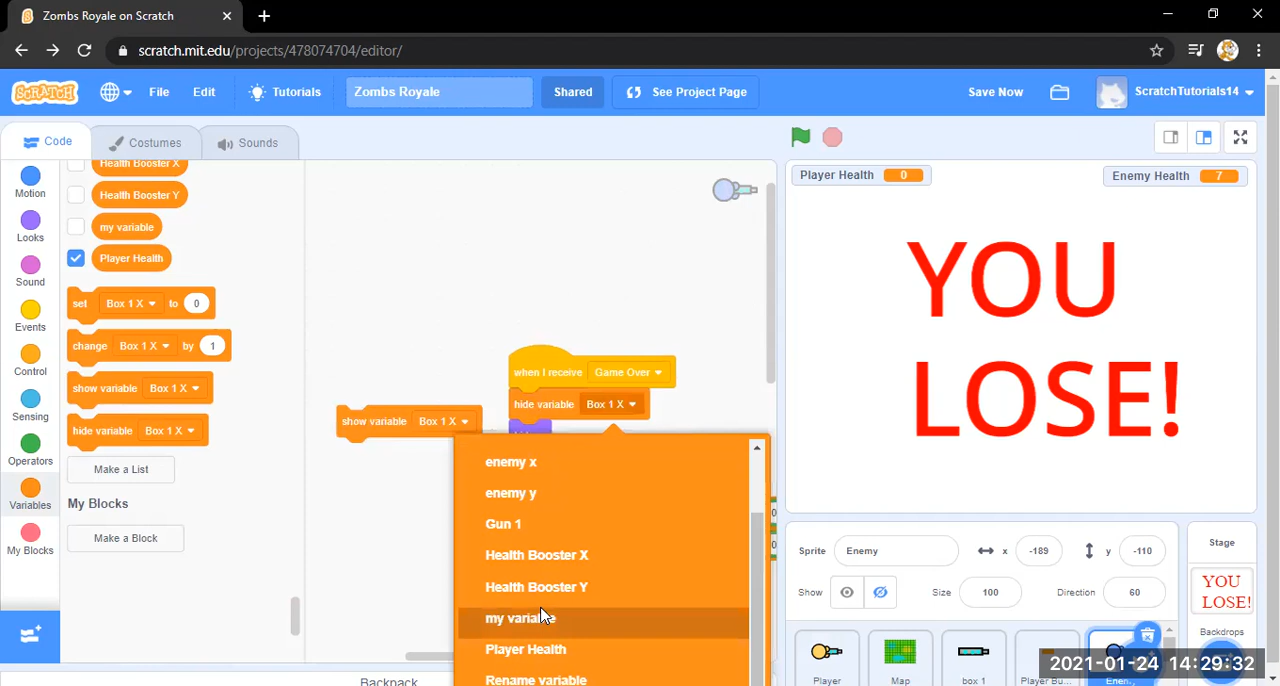 Zombs Royale on Scratch
scratch.mit.edu/projects/478074704/editor/
SCRATCH
File
Edit
Tutorials
Zombs Royale
Shared
See Project Page
Save Now
ScratchTutorials14
Code
Costumes
Sounds
Motion
Looks
Sound
Events
Control
Sensing
Operators
Variables
My Blocks
Health Booster X
Health Booster Y
my variable
Player Health
set Box 1 X to 0
change Box 1 X by 1
show variable Box 1 X
hide variable Box 1 X
Make a List
My Blocks
Make a Block
when I receive Game Over
hide variable Box 1 X
show variable Box 1 X
enemy x
enemy y
Gun 1
Health Booster X
Health Booster Y
my variable
Player Health
Rename variable
Backpack
Player Health 0
Enemy Health 7
YOU
LOSE!
Sprite Enemy x -189 y -110
Show Size 100 Direction 60
Stage
YOU
LOSE!
Backdrops
Player
Map
box 1
Player Bu...
Enemy
2021-01-24 14:29:32